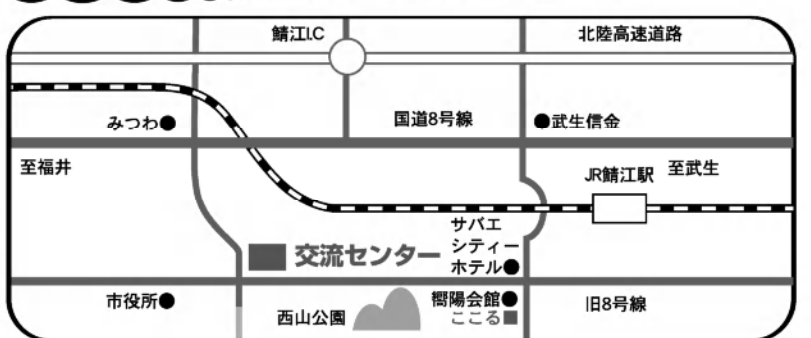 鯖江I.C
北陸高速道路
みつわ●
国道8号線
●武生信金
至福井
JR鯖江駅
至武生
サバエ
シティー
ホテル●
交流センター
市役所●
西山公園
嚮陽会館●
こころ■
旧8号線